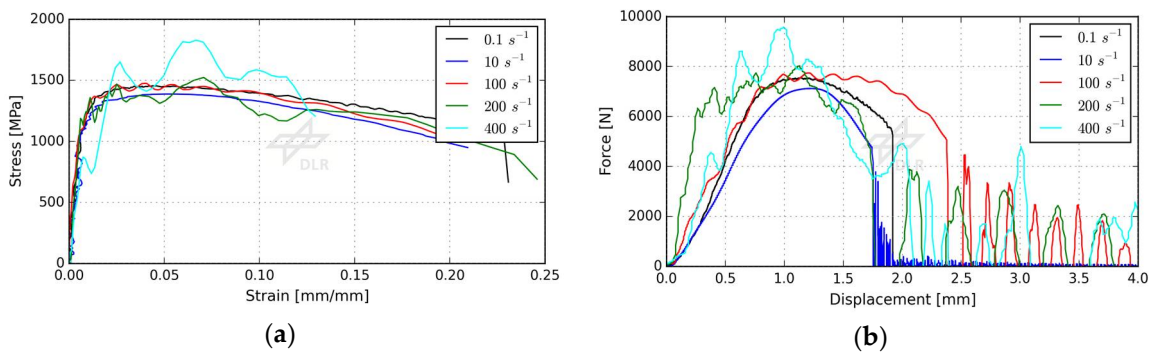 2000
1500
1000
500
0
0.00 0.05 0.10 0.15 0.20 0.25
Stress [MPa]
Strain [mm/mm]
0.1 s⁻¹
10 s⁻¹
100 s⁻¹
200 s⁻¹
400 s⁻¹
DLR
(a)
10000
8000
6000
4000
2000
0
0.0 0.5 1.0 1.5 2.0 2.5 3.0 3.5 4.0
Force [N]
Displacement [mm]
0.1 s⁻¹
10 s⁻¹
100 s⁻¹
200 s⁻¹
400 s⁻¹
DLR
(b)